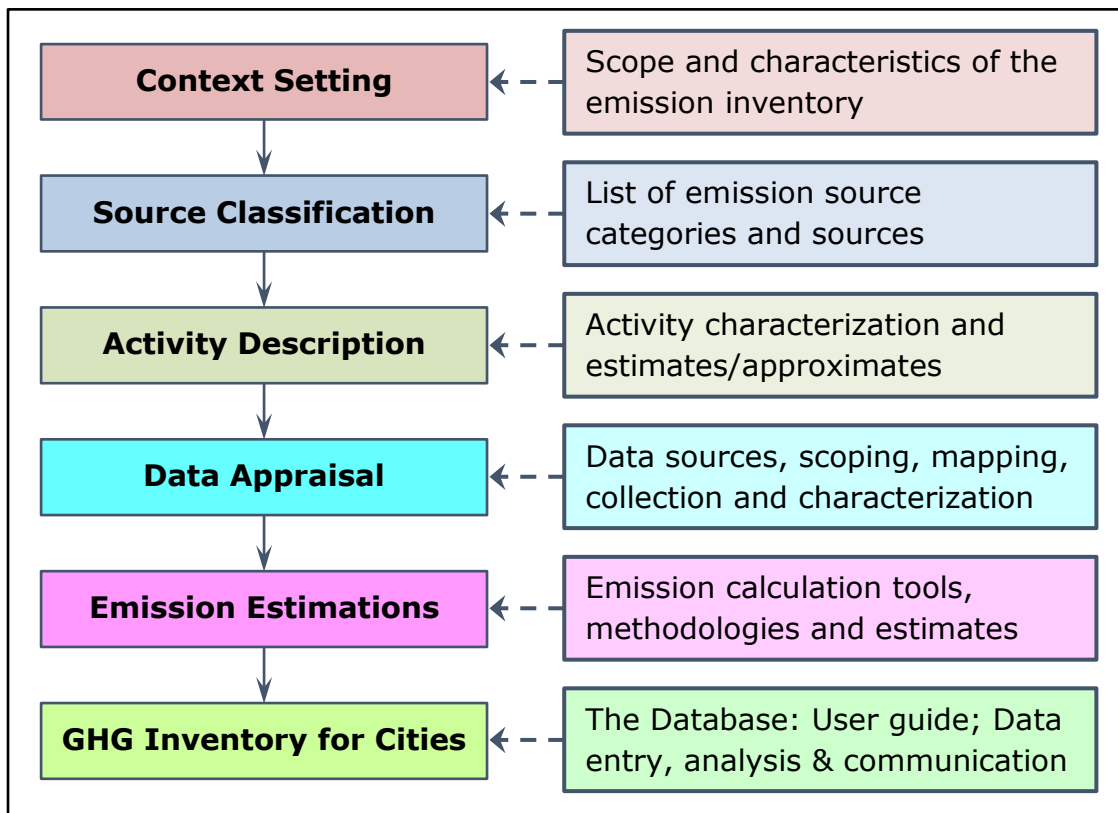 Context Setting
Scope and characteristics of the
emission inventory
Source Classification
List of emission source
categories and sources
Activity Description
Activity characterization and
estimates/approximates
Data Appraisal
Data sources, scoping, mapping,
collection and characterization
Emission Estimations
Emission calculation tools,
methodologies and estimates
GHG Inventory for Cities
The Database: User guide; Data
entry, analysis & communication